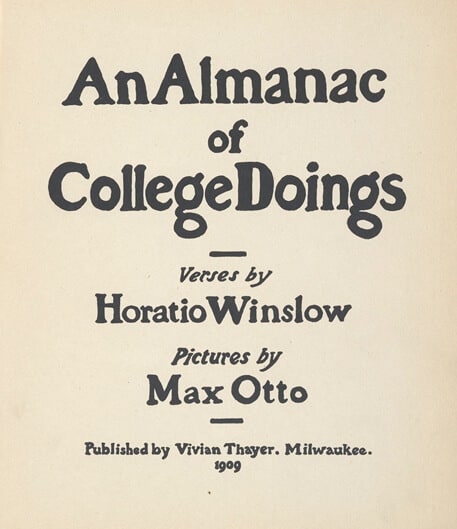 An Almanac
of
College Doings
Verses by
Horatio Winslow
Pictures by
Max Otto
Published by Vivian Thayer. Milwaukee.
1909